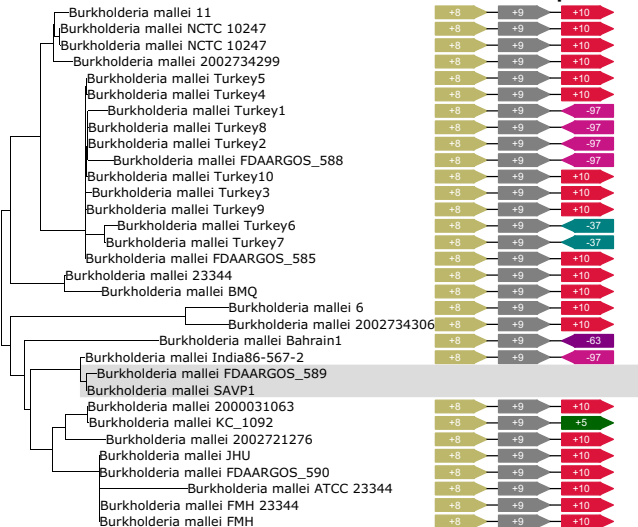 Burkholderia mallei 11 +8 +9 +10
Burkholderia mallei NCTC 10247 +8 +9 +10
Burkholderia mallei NCTC 10247 +8 +9 +10
Burkholderia mallei 2002734299 +8 +9 +10
Burkholderia mallei Turkey5 +8 +9 +10
Burkholderia mallei Turkey4 +8 +9 +10
Burkholderia mallei Turkey1 +8 +9 -97
Burkholderia mallei Turkey8 +8 +9 -97
Burkholderia mallei Turkey2 +8 +9 -97
Burkholderia mallei FDAARGOS_588 +8 +9 -97
Burkholderia mallei Turkey10 +8 +9 +10
Burkholderia mallei Turkey3 +8 +9 +10
Burkholderia mallei Turkey9 +8 +9 +10
Burkholderia mallei Turkey6 +8 +9 -37
Burkholderia mallei Turkey7 +8 +9 -37
Burkholderia mallei FDAARGOS_585 +8 +9 +10
Burkholderia mallei 23344 +8 +9 +10
Burkholderia mallei BMQ +8 +9 +10
Burkholderia mallei 6 +8 +9 +10
Burkholderia mallei 2002734306 +8 +9 +10
Burkholderia mallei Bahrain1 +8 +9 -63
Burkholderia mallei India86-567-2 +8 +9 -97
Burkholderia mallei FDAARGOS_589
Burkholderia mallei SAVP1
Burkholderia mallei 2000031063 +8 +9 +10
Burkholderia mallei KC_1092 +8 +9 +5
Burkholderia mallei 2002721276 +8 +9 +10
Burkholderia mallei JHU +8 +9 +10
Burkholderia mallei FDAARGOS_590 +8 +9 +10
Burkholderia mallei ATCC 23344 +8 +9 +10
Burkholderia mallei FMH 23344 +8 +9 +10
Burkholderia mallei FMH +8 +9 +10